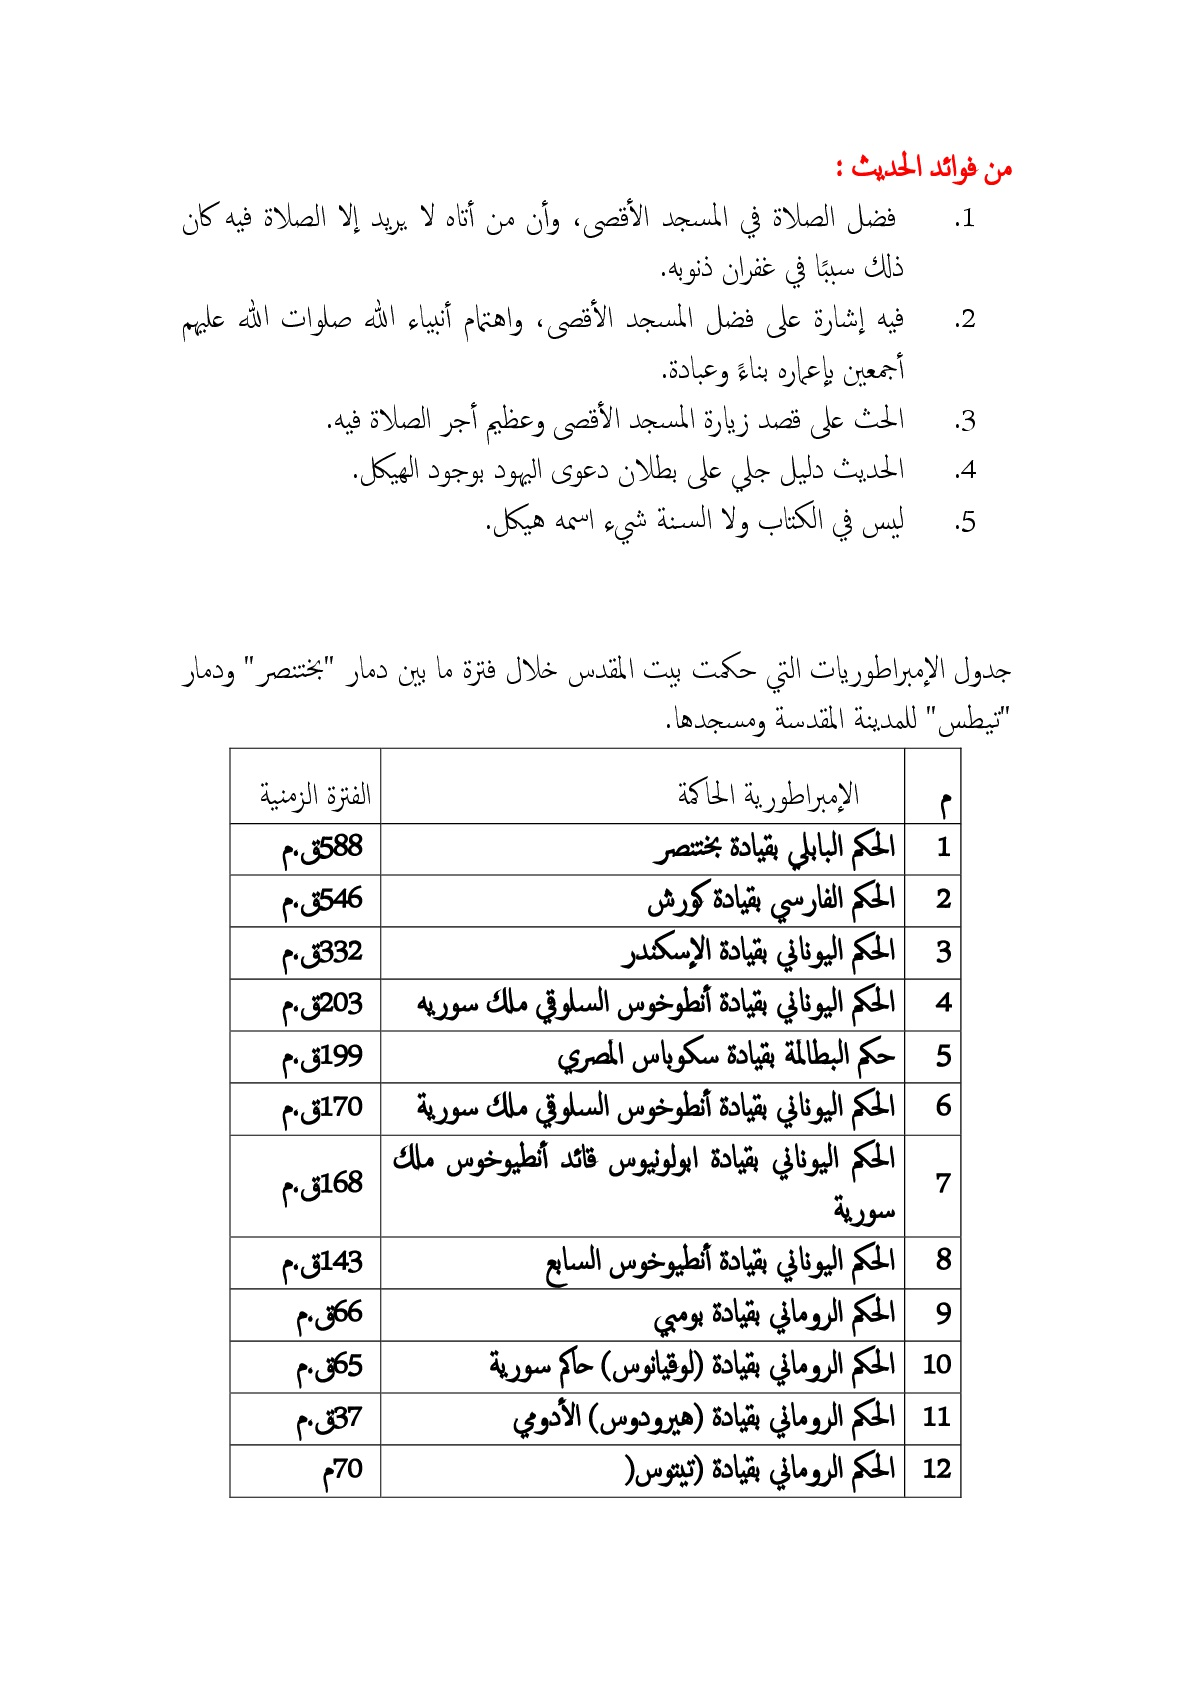 من فوائد الحديث :
1. فضل الصلاة في المسجد الأقصى، وأن من أتاه لا يريد إلا الصلاة فيه كان
ذلك سببًا في غفران ذنوبه.
2. فيه إشارة على فضل المسجد الأقصى، واهتمام أنبياء الله صلوات الله عليهم
أجمعين بإعماره بناءً وعبادة.
3. الحث على قصد زيارة المسجد الأقصى وعظيم أجر الصلاة فيه.
4. الحديث دليل جلي على بطلان دعوى اليهود بوجود الهيكل.
5. ليس في الكتاب ولا السنة شيء اسمه هيكل.
جدول الإمبراطوريات التي حكمت بيت المقدس خلال فترة ما بين دمار "بختنصر" ودمار
"تيطس" للمدينة المقدسة ومسجدها.
م الإمبراطورية الحاكمة الفترة الزمنية
1 الحكم البابلي بقيادة بختنصر 588ق.م
2 الحكم الفارسي بقيادة كورش 546ق.م
3 الحكم اليوناني بقيادة الإسكندر 332ق.م
4 الحكم اليوناني بقيادة أنطوخوس السلوقي ملك سوريه 203ق.م
5 حكم البطالمة بقيادة سكوباس المصري 199ق.م
6 الحكم اليوناني بقيادة أنطوخوس السلوقي ملك سورية 170ق.م
7 الحكم اليوناني بقيادة ابولونيوس قائد أنطيوخوس ملك
سورية 168ق.م
8 الحكم اليوناني بقيادة أنطيوخوس السابع 143ق.م
9 الحكم الروماني بقيادة بومبي 66ق.م
10 الحكم الروماني بقيادة (لوقيانوس) حاكم سورية 65ق.م
11 الحكم الروماني بقيادة (هيرودوس) الأدومي 37ق.م
12 الحكم الروماني بقيادة (تيتوس( 70م